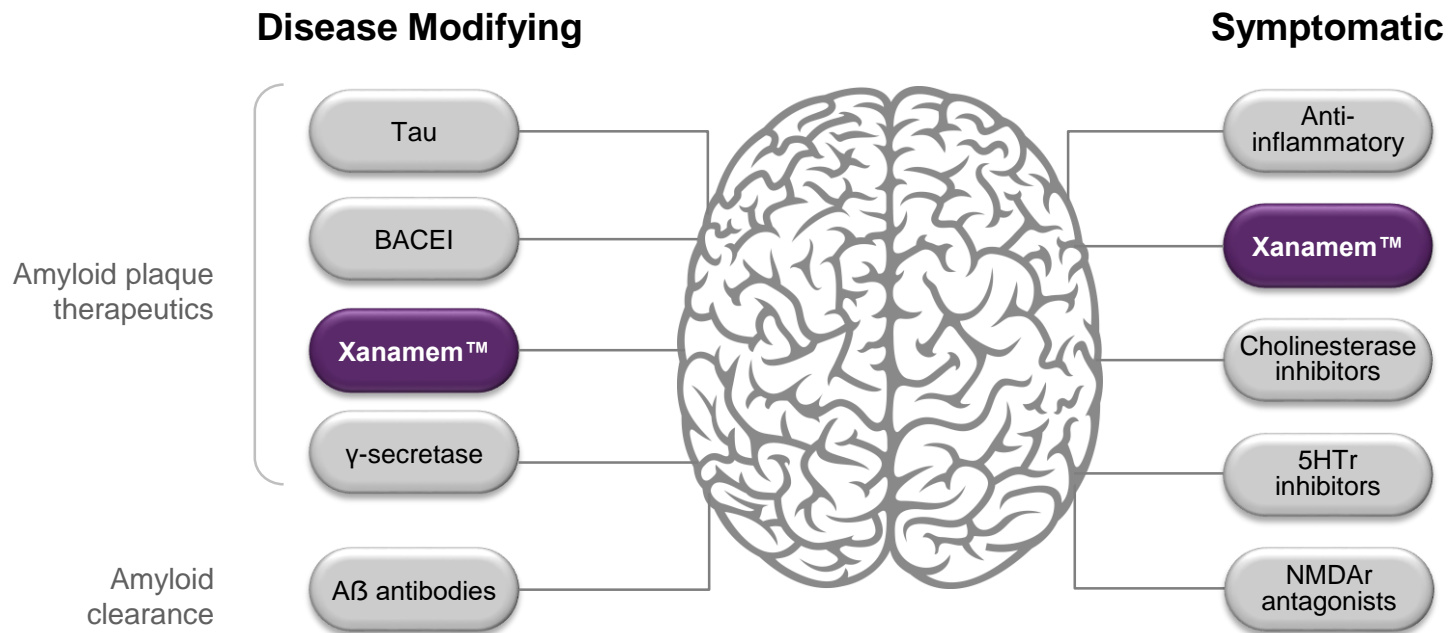 Disease Modifying
Symptomatic
Amyloid plaque
therapeutics
Tau
BACEI
Xanamem™
γ-secretase
Amyloid
clearance
Aß antibodies
Anti-
inflammatory
Xanamem™
Cholinesterase
inhibitors
5HTr
inhibitors
NMDAr
antagonists